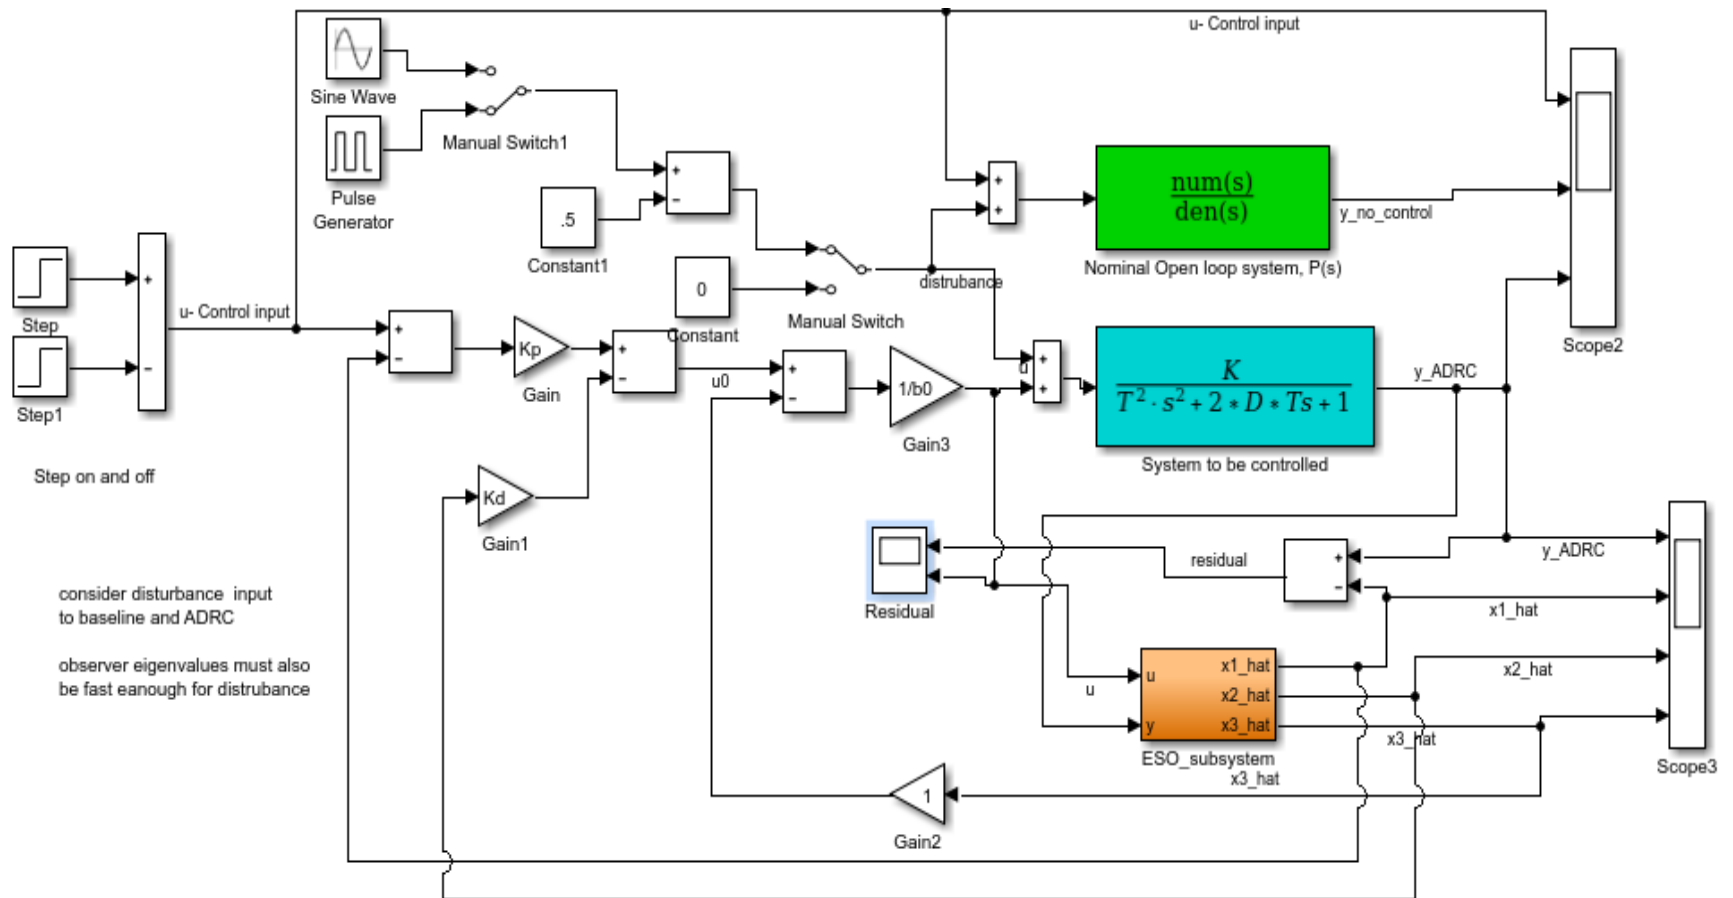 u- Control input
Sine Wave
Manual Switch1
Pulse
Generator
+
−
.5
Constant1
+
+
num(s)
den(s)
y_no_control
Nominal Open loop system, P(s)
Scope2
distrubance
0
Constant
Manual Switch
Step
Step1
+
−
u- Control input
+
−
Kp
Gain
+
−
u0
+
−
1/b0
Gain3
u
+
+
K
T² · s² + 2 * D * Ts + 1
System to be controlled
y_ADRC
Step on and off
Kd
Gain1
Residual
residual
+
−
y_ADRC
x1_hat
x2_hat
x3_hat
Scope3
consider disturbance input
to baseline and ADRC
observer eigenvalues must also
be fast eanough for distrubance
u
u
y
x1_hat
x2_hat
x3_hat
ESO_subsystem
x3_hat
1
Gain2